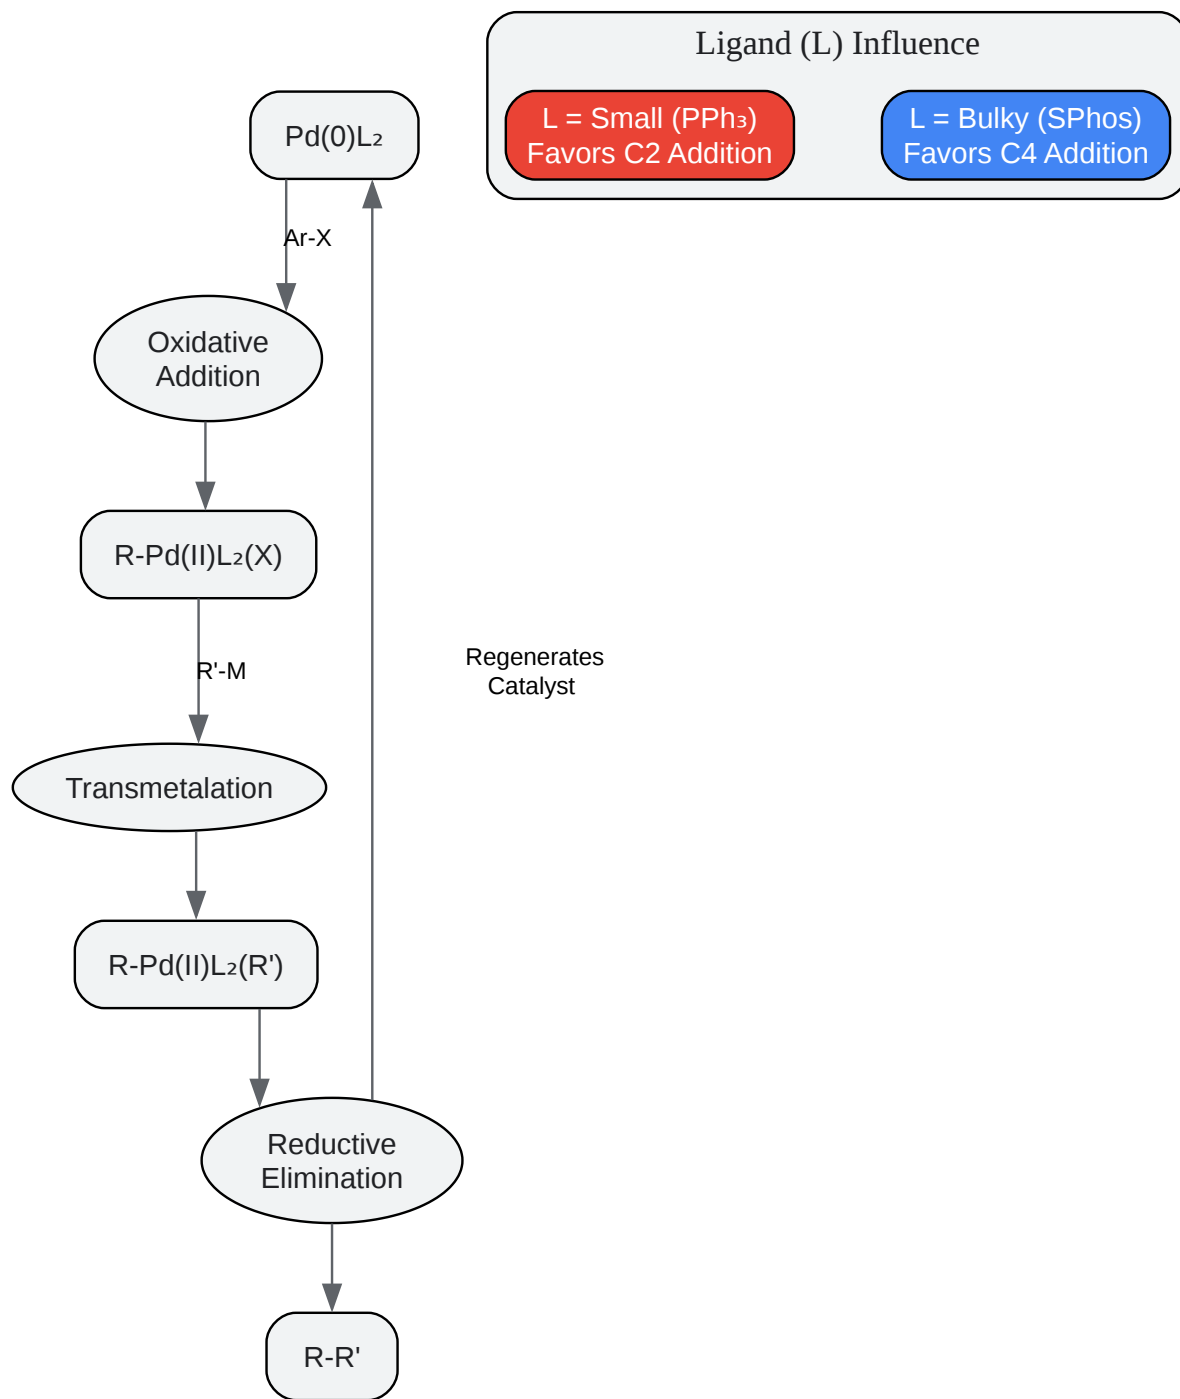 Ligand (L) Influence
L = Small (PPh₃)
Favors C2 Addition
L = Bulky (SPhos)
Favors C4 Addition
Pd(0)L₂
Ar-X
Oxidative
Addition
R-Pd(II)L₂(X)
R'-M
Regenerates
Catalyst
Transmetalation
R-Pd(II)L₂(R')
Reductive
Elimination
R-R'